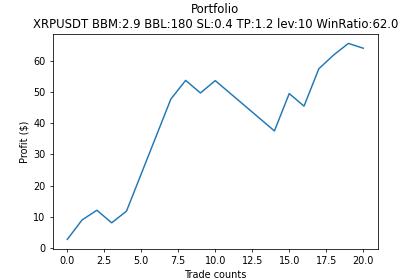 Portfolio
XRPUSDT BBM:2.9 BBL:180 SL:0.4 TP:1.2 lev:10 WinRatio:62.0
60
50
40
30
20
10
0
Profit ($)
0.0 2.5 5.0 7.5 10.0 12.5 15.0 17.5 20.0
Trade counts